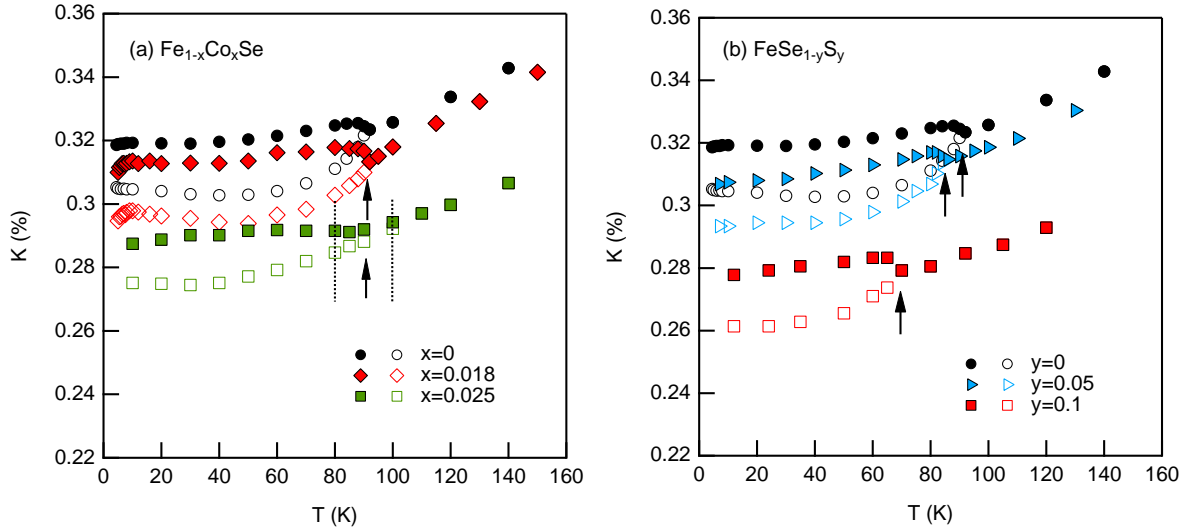 (a) Fe1-xCoxSe
K (%)
0.36
0.34
0.32
0.3
0.28
0.26
0.24
0.22
x=0
x=0.018
x=0.025
0 20 40 60 80 100 120 140 160
T (K)
(b) FeSe1-ySy
K (%)
0.36
0.34
0.32
0.3
0.28
0.26
0.24
0.22
y=0
y=0.05
y=0.1
0 20 40 60 80 100 120 140 160
T (K)